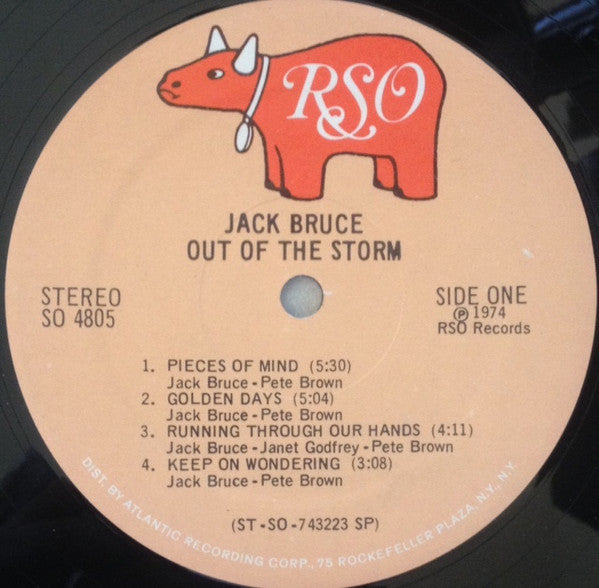 RSO
JACK BRUCE
OUT OF THE STORM
STEREO
SO 4805
SIDE ONE
℗ 1974
RSO Records
1. PIECES OF MIND (5:30)
Jack Bruce - Pete Brown
2. GOLDEN DAYS (5:04)
Jack Bruce - Pete Brown
3. RUNNING THROUGH OUR HANDS (4:11)
Jack Bruce - Janet Godfrey - Pete Brown
4. KEEP ON WONDERING (3:08)
Jack Bruce - Pete Brown
(ST-SO-743223 SP)
DIST. BY ATLANTIC RECORDING CORP., 75 ROCKEFELLER PLAZA, N.Y., N.Y.